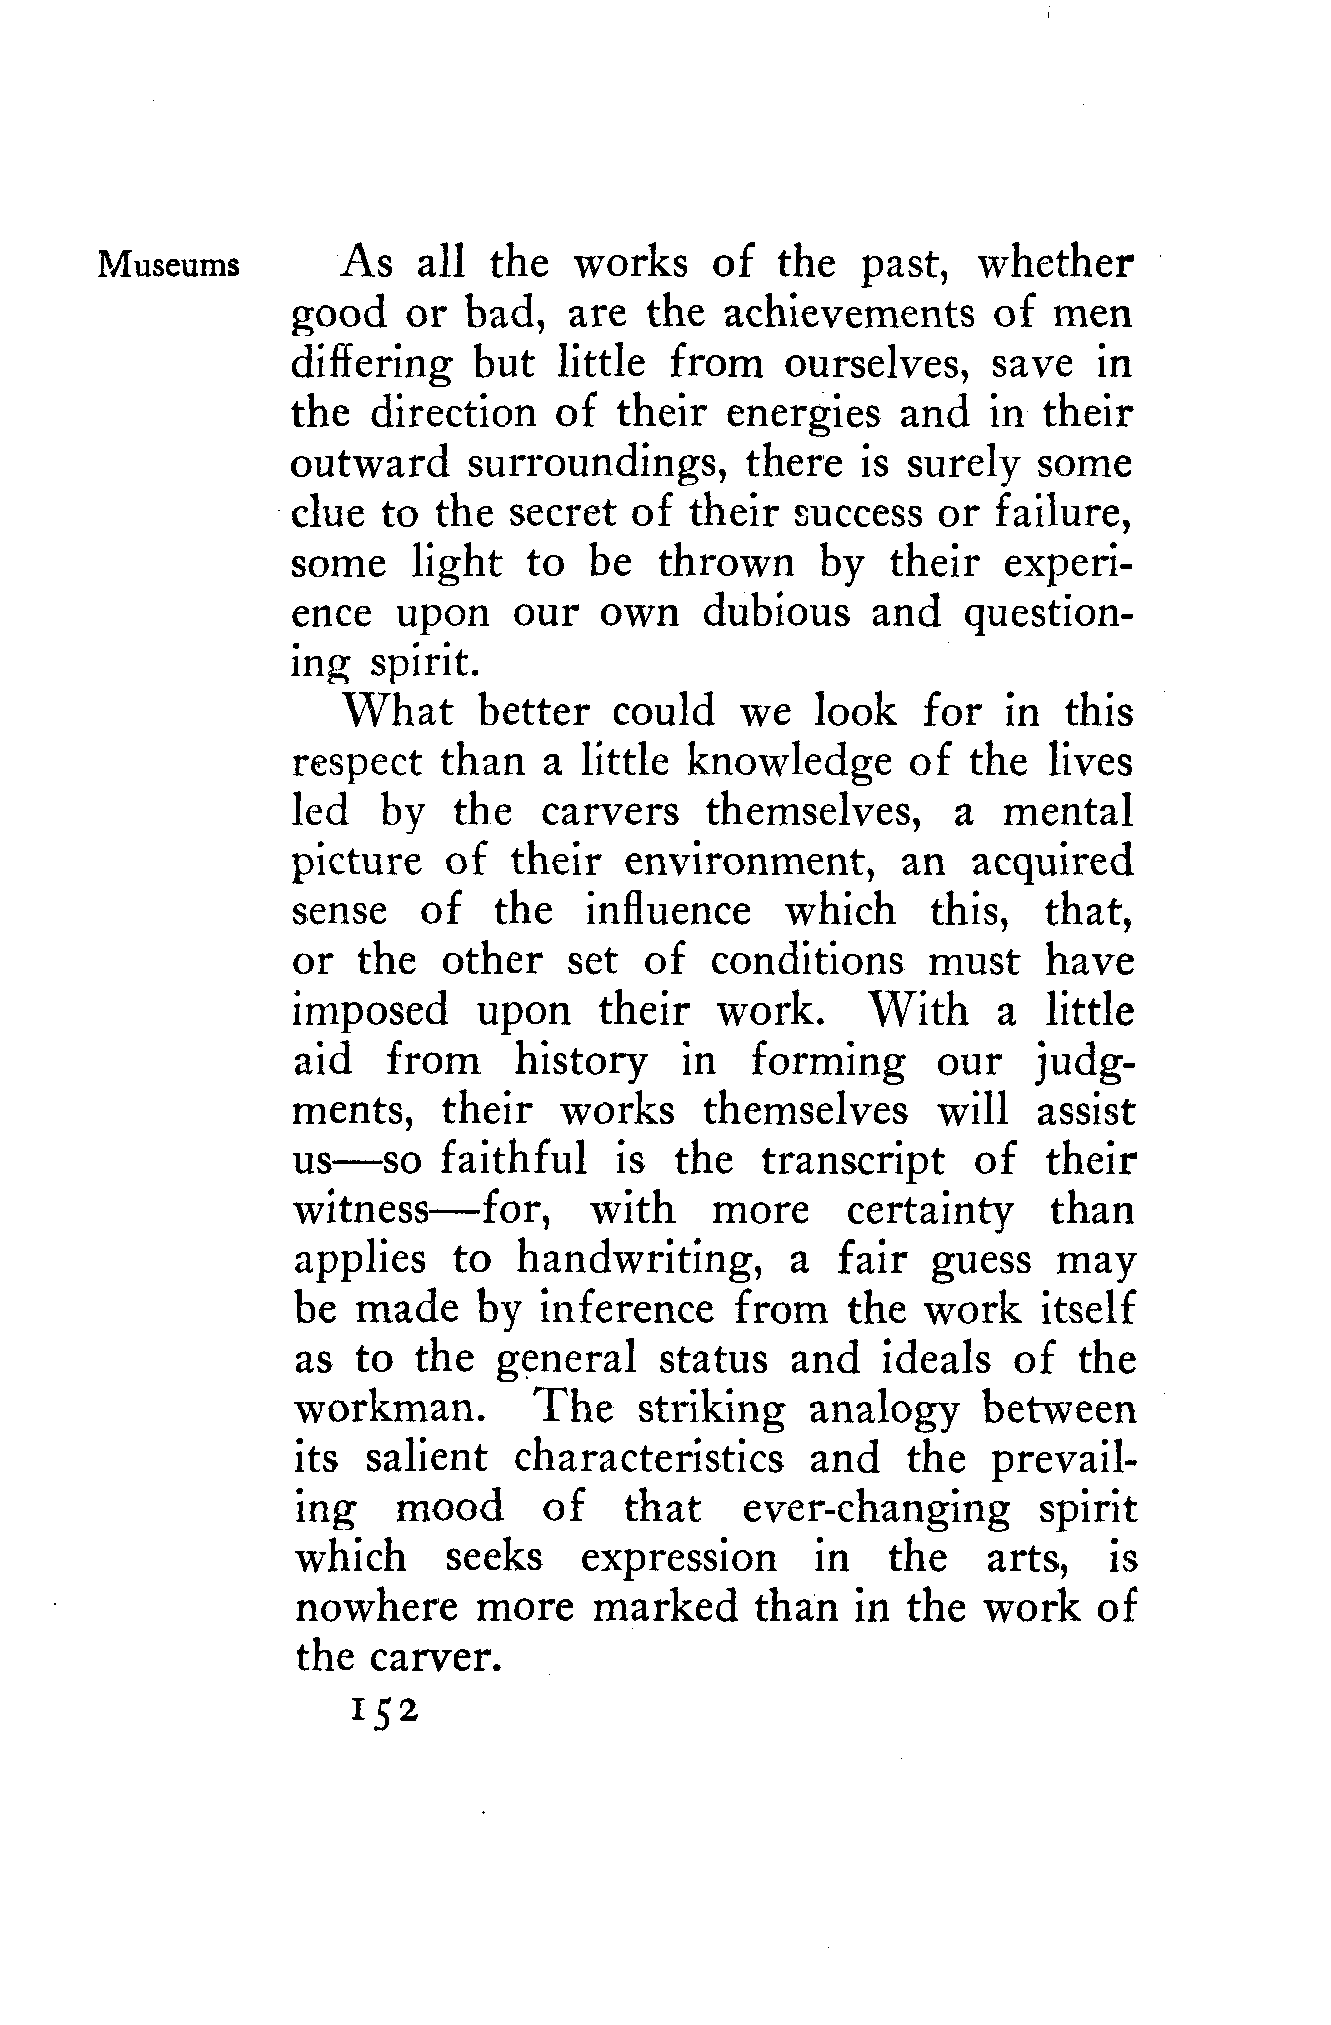 Museums
As all the works of the past, whether
good or bad, are the achievements of men
differing but little from ourselves, save in
the direction of their energies and in their
outward surroundings, there is surely some
clue to the secret of their success or failure,
some light to be thrown by their experi-
ence upon our own dubious and question-
ing spirit.
What better could we look for in this
respect than a little knowledge of the lives
led by the carvers themselves, a mental
picture of their environment, an acquired
sense of the influence which this, that,
or the other set of conditions must have
imposed upon their work. With a little
aid from history in forming our judg-
ments, their works themselves will assist
us—so faithful is the transcript of their
witness—for, with more certainty than
applies to handwriting, a fair guess may
be made by inference from the work itself
as to the general status and ideals of the
workman. The striking analogy between
its salient characteristics and the prevail-
ing mood of that ever-changing spirit
which seeks expression in the arts, is
nowhere more marked than in the work of
the carver.
152